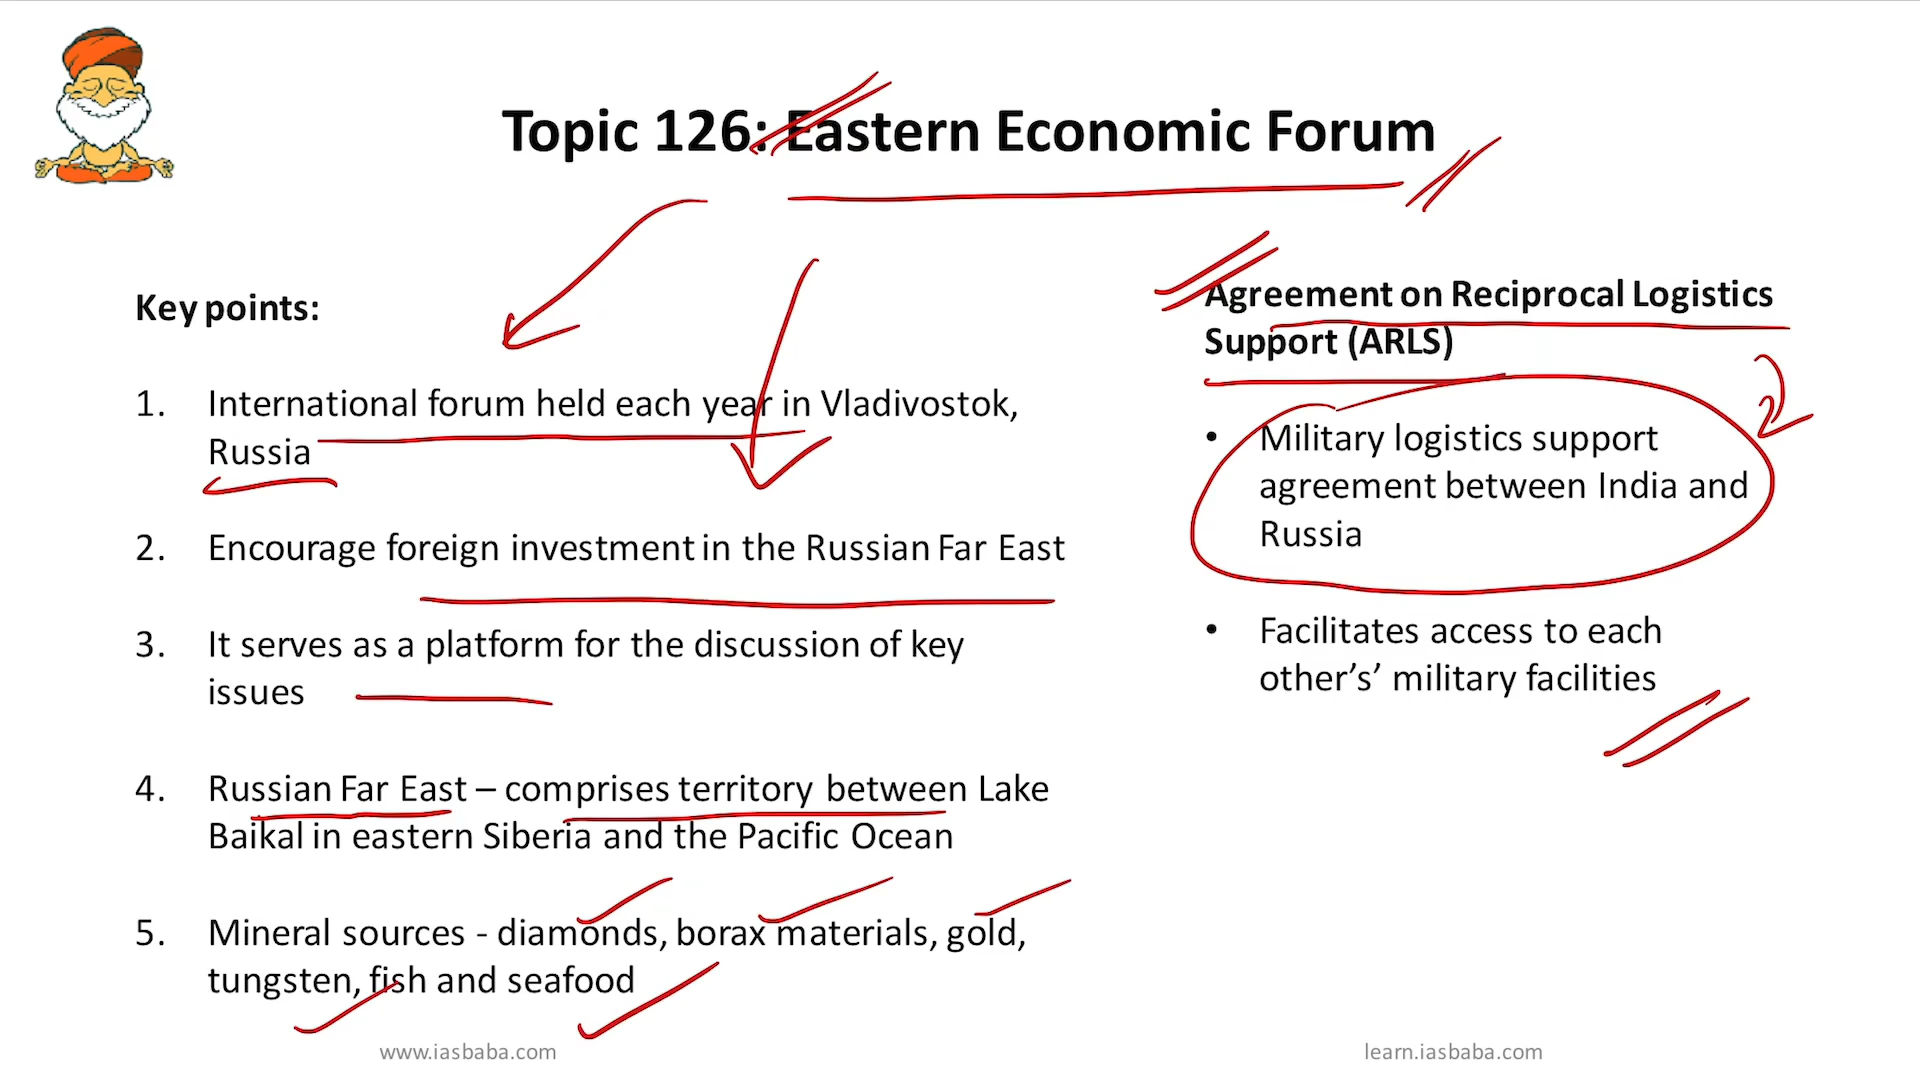 Topic 126: Eastern Economic Forum
Key points:
1. International forum held each year in Vladivostok,
Russia
2. Encourage foreign investment in the Russian Far East
3. It serves as a platform for the discussion of key
issues
4. Russian Far East – comprises territory between Lake
Baikal in eastern Siberia and the Pacific Ocean
5. Mineral sources - diamonds, borax materials, gold,
tungsten, fish and seafood
Agreement on Reciprocal Logistics
Support (ARLS)
• Military logistics support
agreement between India and
Russia
• Facilitates access to each
other’s’ military facilities
www.iasbaba.com
learn.iasbaba.com